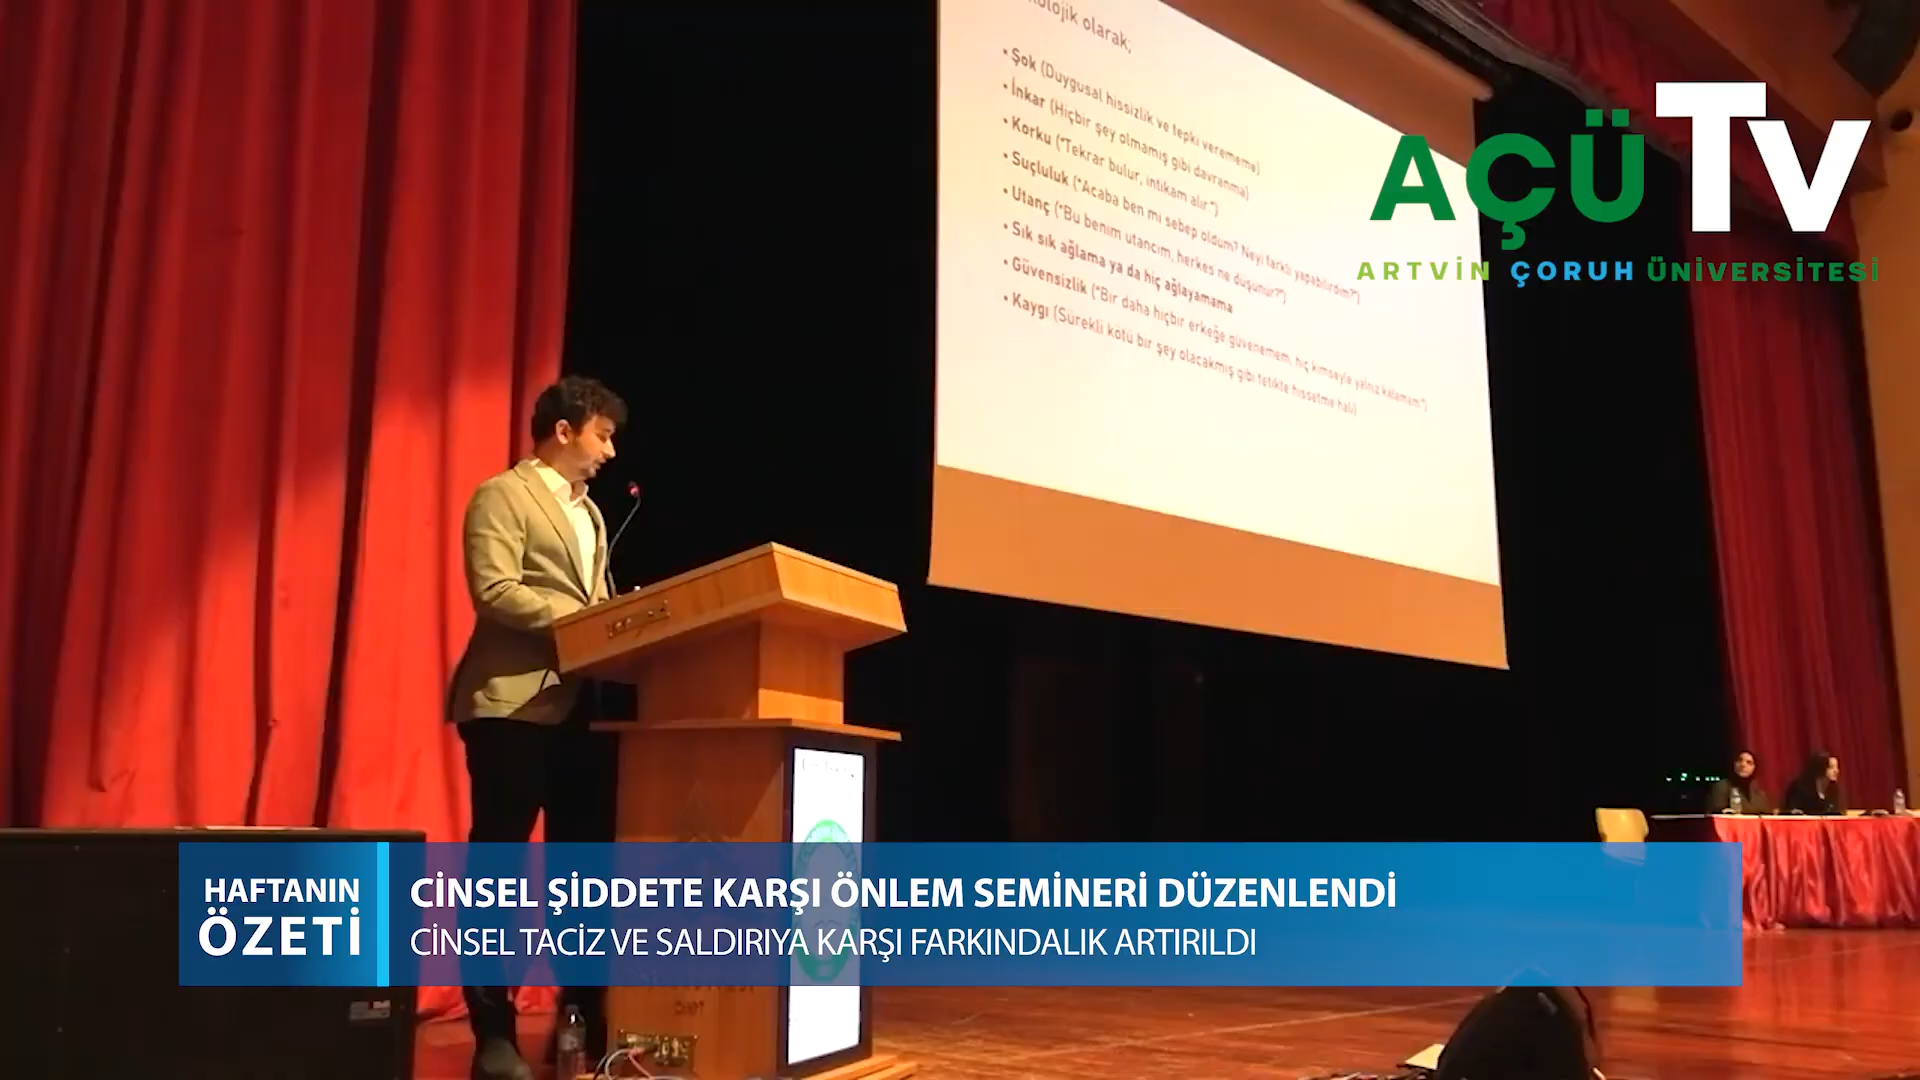 olojik olarak;
• Şok (Duygusal hissizlik ve tepki verememe)
• İnkar (Hiçbir şey olmamış gibi davranma)
• Korku ("Tekrar bulur, intikam alır.")
• Suçluluk ("Acaba ben mi sebep oldum? Neyi farklı yapabilirdim?")
• Utanç ("Bu benim utancım, herkes ne düşünür?")
• Sık sık ağlama ya da hiç ağlayamama
• Güvensizlik ("Bir daha hiçbir erkeğe güvenemem, hiç kimseyle yalnız kalamam.")
• Kaygı (Sürekli kötü bir şey olacakmış gibi tetikte hissetme hali)
AÇÜ TV
ARTVİN ÇORUH ÜNİVERSİTESİ
HAFTANIN
ÖZETİ
CİNSEL ŞİDDETE KARŞI ÖNLEM SEMİNERİ DÜZENLENDİ
CİNSEL TACİZ VE SALDIRIYA KARŞI FARKINDALIK ARTIRILDI